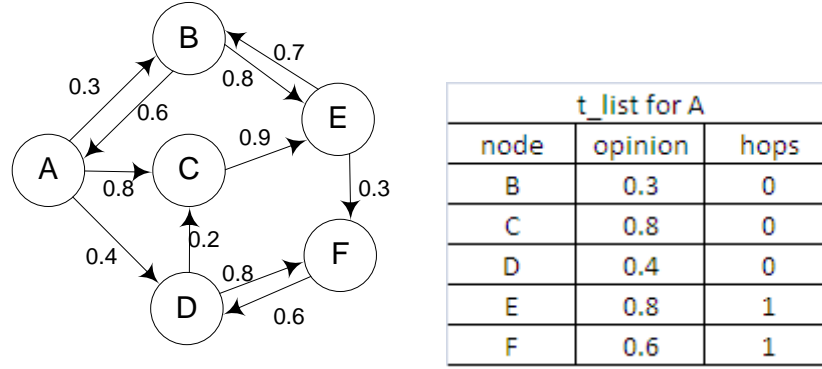 B
0.7
0.3
0.8
0.6
E
0.9
A
C
0.8
0.3
0.2
0.4
F
0.8
D
0.6
t_list for A
node opinion hops
B 0.3 0
C 0.8 0
D 0.4 0
E 0.8 1
F 0.6 1